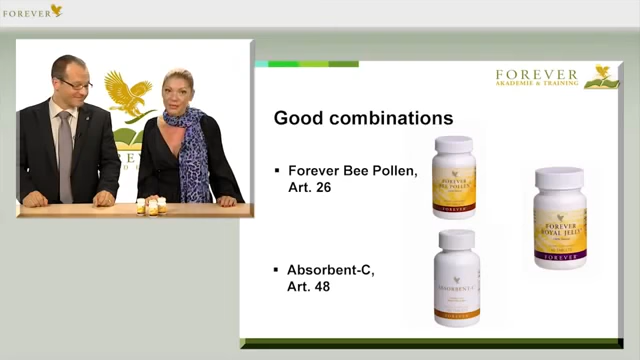 FOREVER
FOREVER
AKADEMIE & TRAINING
Good combinations
▪ Forever Bee Pollen,
Art. 26
▪ Absorbent-C,
Art. 48
FOREVER
BEE POLLEN
FOREVER
FOREVER
ROYAL JELLY
FOREVER
ABSORBENT-C
FOREVER
FOREVER